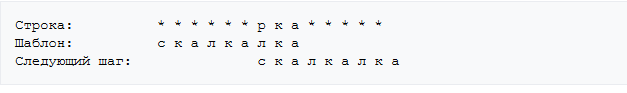 Строка: * * * * * * р к а * * * * *
Шаблон: с к а л к а л к а
Следующий шаг: с к а л к а л к а